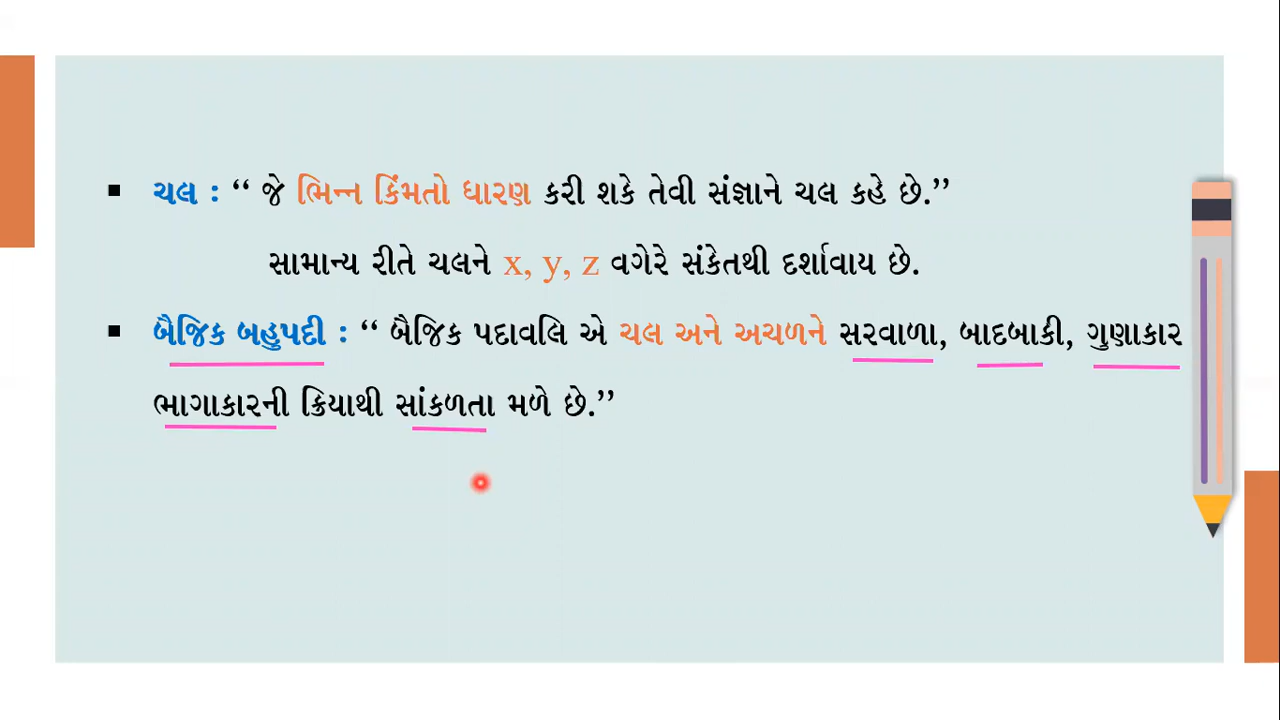 ▪ ચલ : “ જે ભિન્ન કિંમતો ધારણ કરી શકે તેવી સંજ્ઞાને ચલ કહે છે.”
સામાન્ય રીતે ચલને x, y, z વગેરે સંકેતથી દર્શાવાય છે.
▪ બૈજિક બહુપદી : “ બૈજિક પદાવલિ એ ચલ અને અચળને સરવાળા, બાદબાકી, ગુણાકાર
ભાગાકારની ક્રિયાથી સાંકળતા મળે છે.”